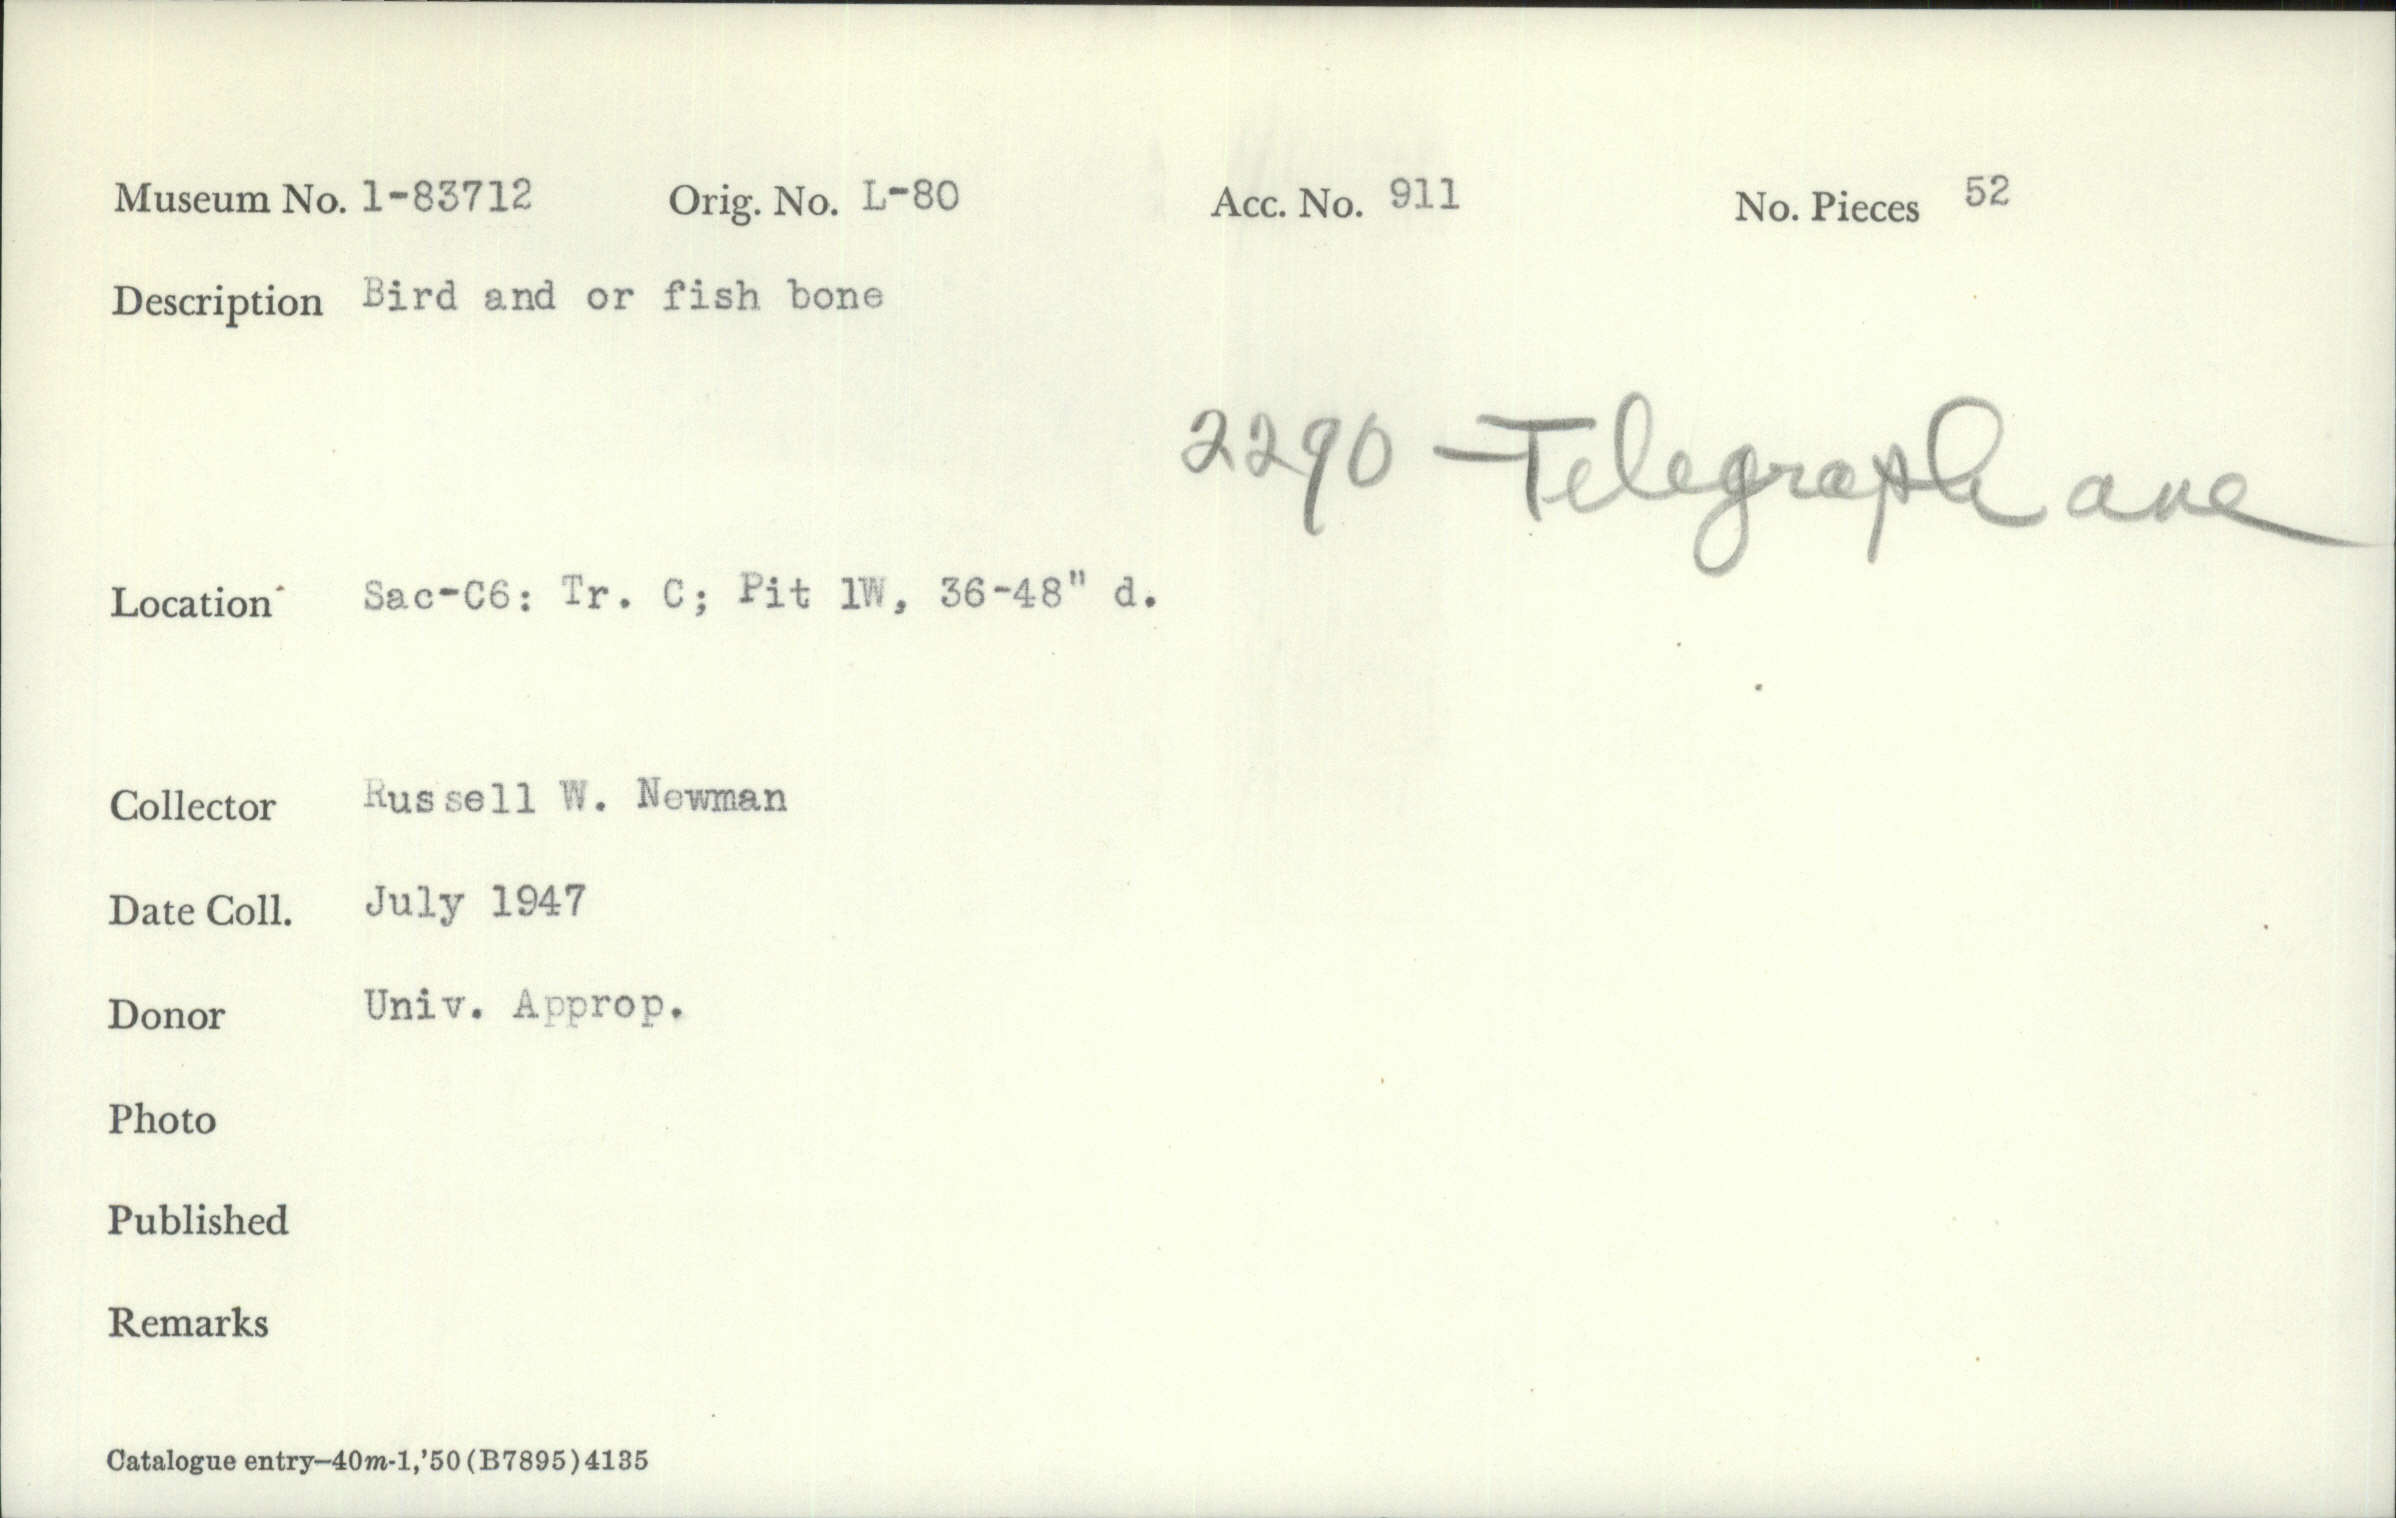 Museum No. 1-83712 Orig. No. L-80 Acc. No. 911 No. Pieces 52
Description Bird and or fish bone
2290 - Telegraph ave
Location Sac-C6: Tr. C; Pit 1W, 36-48" d.
Collector Russell W. Newman
Date Coll. July 1947
Donor Univ. Approp.
Photo
Published
Remarks
Catalogue entry—40m-1,'50(B7895)4135